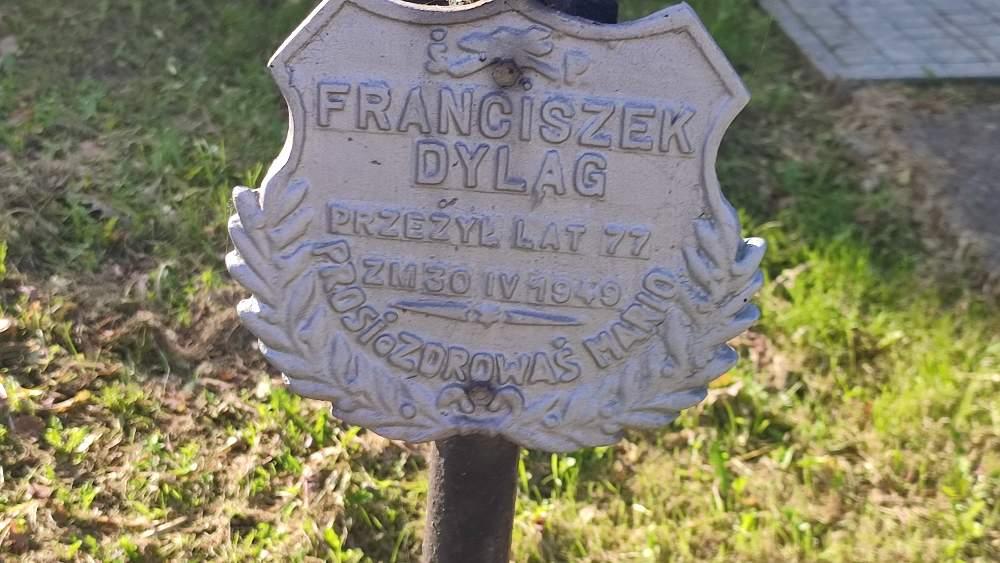 Ś P
FRANCISZEK
DYLAG
PRZEŻYŁ LAT 77
ZM 30 IV 1949
PROSI O ZDROWAŚ MARIO